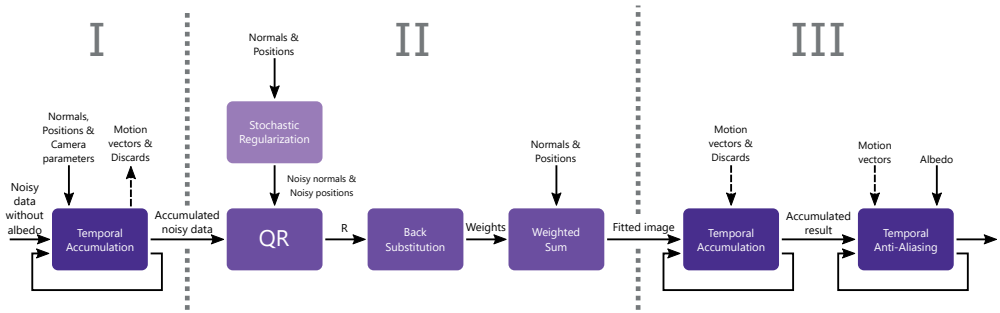 I
II
III
Normals &
Positions
Normals,
Positions &
Camera
parameters
Motion
vectors &
Discards
Noisy
data
without
albedo
Temporal
Accumulation
Accumulated
noisy data
Stochastic
Regularization
Noisy normals &
Noisy positions
QR
R
Back
Substitution
Weights
Normals &
Positions
Weighted
Sum
Fitted image
Motion
vectors &
Discards
Temporal
Accumulation
Accumulated
result
Motion
vectors
Albedo
Temporal
Anti-Aliasing